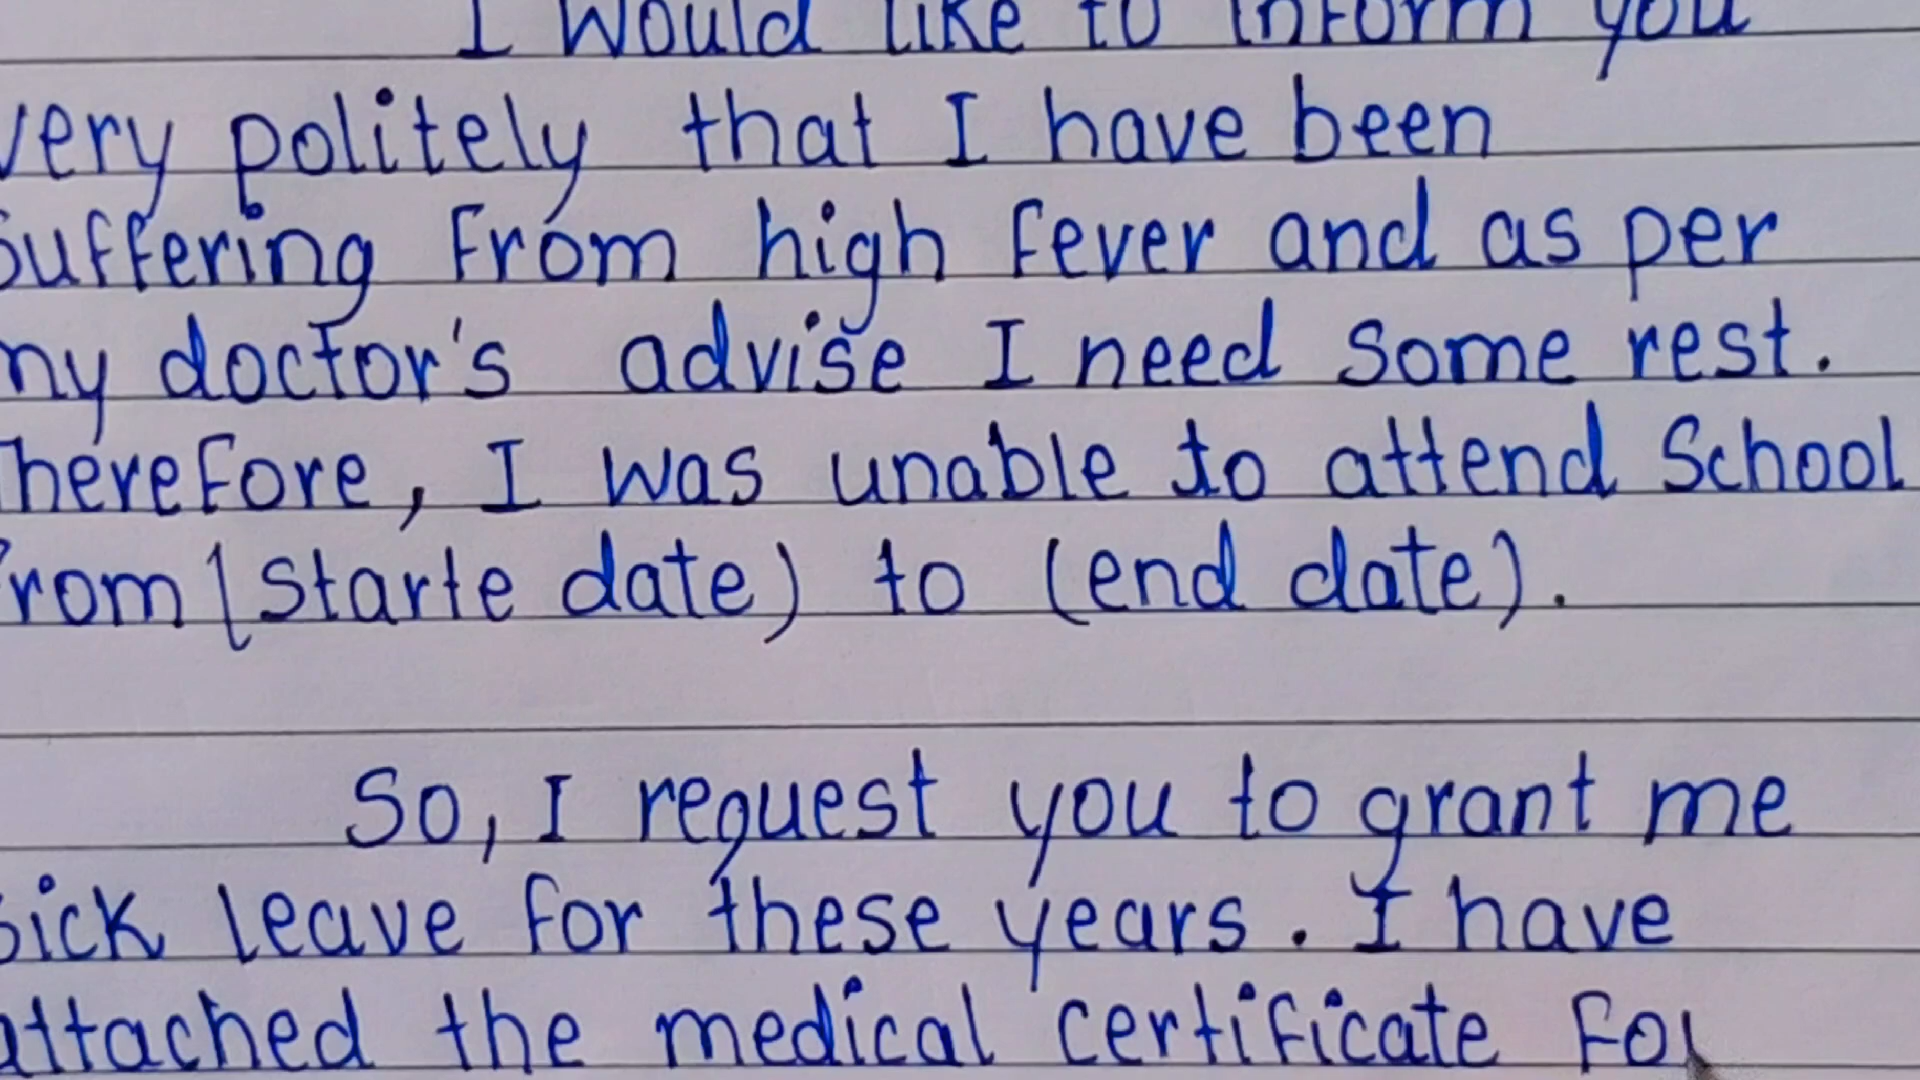 I would like to inform you
very politely that I have been
suffering from high fever and as per
my doctor's advise I need some rest.
Therefore, I was unable to attend School
from (starte date) to (end date).
So, I request you to grant me
sick leave for these years. I have
attached the medical certificate For